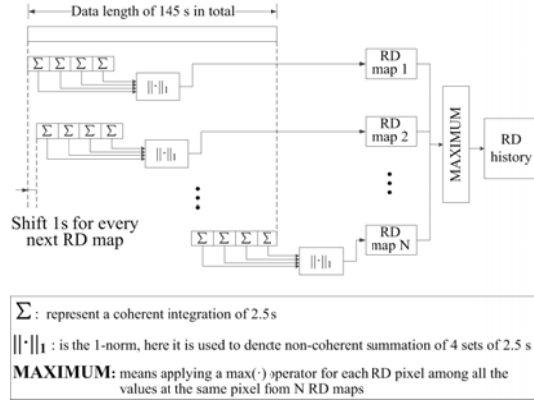 Data length of 145 s in total
Σ Σ Σ Σ
||·||₁
RD
map 1
Σ Σ Σ Σ
||·||₁
RD
map 2
MAXIMUM
RD
history
Shift 1s for every
next RD map
Σ Σ Σ Σ
||·||₁
RD
map N
Σ : represent a coherent integration of 2.5s
||·||₁ : is the 1-norm, here it is used to denote non-coherent summation of 4 sets of 2.5 s
MAXIMUM: means applying a max(·) operator for each RD pixel among all the
values at the same pixel from N RD maps